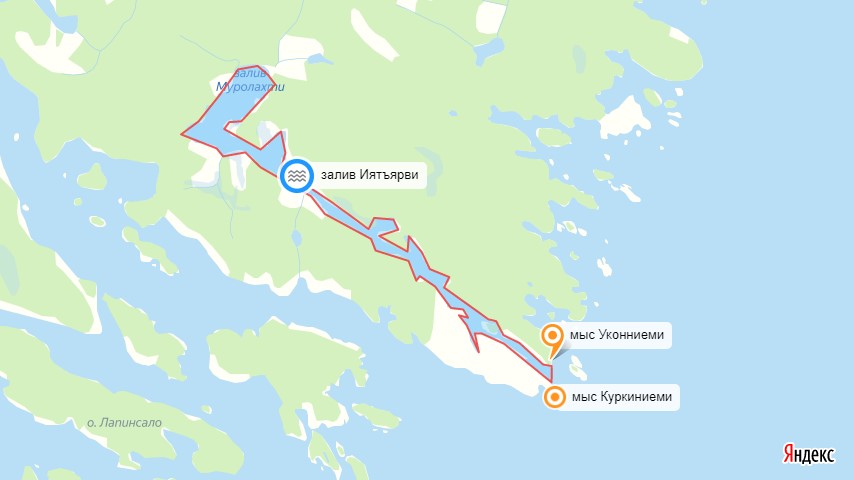 залив
Муролахти
залив Иятъярви
мыс Уконниеми
мыс Куркиниеми
о. Лапинсало
Яндекс